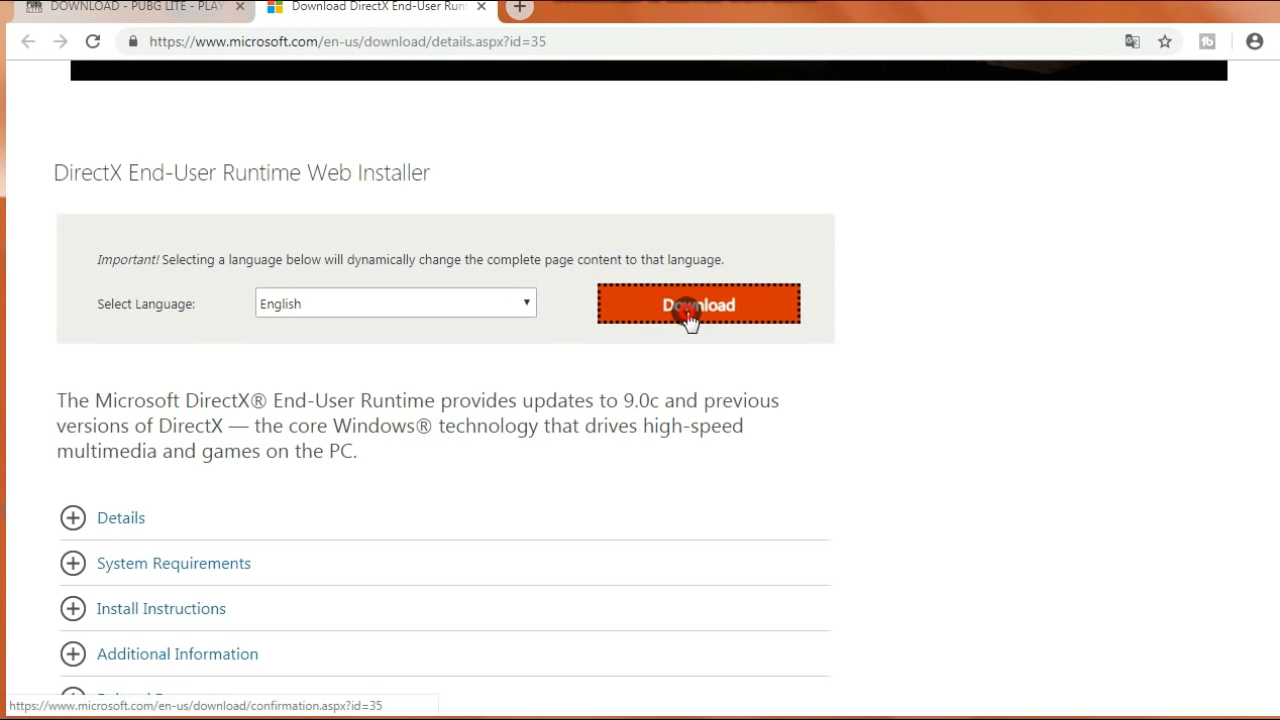 DOWNLOAD - PUBG LITE - PLAY
Download DirectX End-User Run
https://www.microsoft.com/en-us/download/details.aspx?id=35
DirectX End-User Runtime Web Installer
Important! Selecting a language below will dynamically change the complete page content to that language.
Select Language:
English
Download
The Microsoft DirectX® End-User Runtime provides updates to 9.0c and previous
versions of DirectX — the core Windows® technology that drives high-speed
multimedia and games on the PC.
Details
System Requirements
Install Instructions
Additional Information
https://www.microsoft.com/en-us/download/confirmation.aspx?id=35